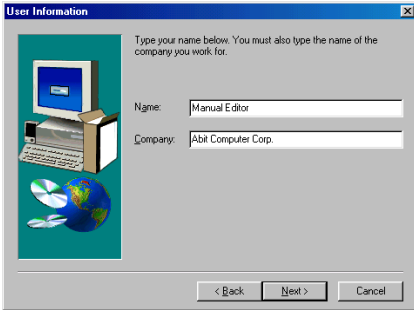 User Information
Type your name below. You must also type the name of the
company you work for.
Name: Manual Editor
Company: Abit Computer Corp.
< Back Next > Cancel